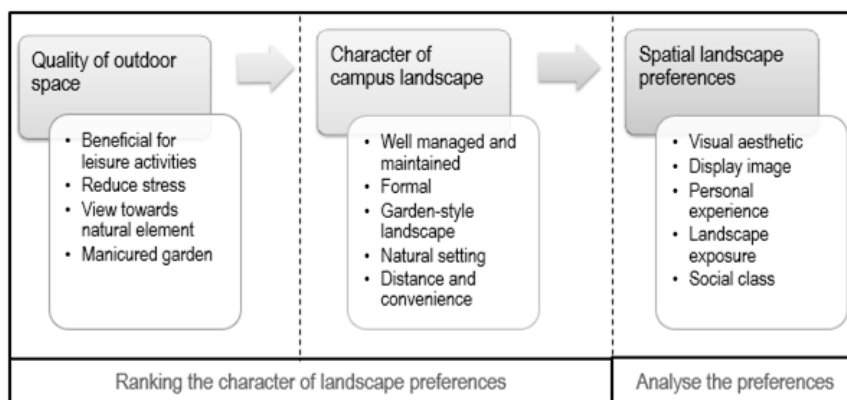 Quality of outdoor
space
• Beneficial for
leisure activities
• Reduce stress
• View towards
natural element
• Manicured garden
Character of
campus landscape
• Well managed and
maintained
• Formal
• Garden-style
landscape
• Natural setting
• Distance and
convenience
Spatial landscape
preferences
• Visual aesthetic
• Display image
• Personal
experience
• Landscape
exposure
• Social class
Ranking the character of landscape preferences
Analyse the preferences